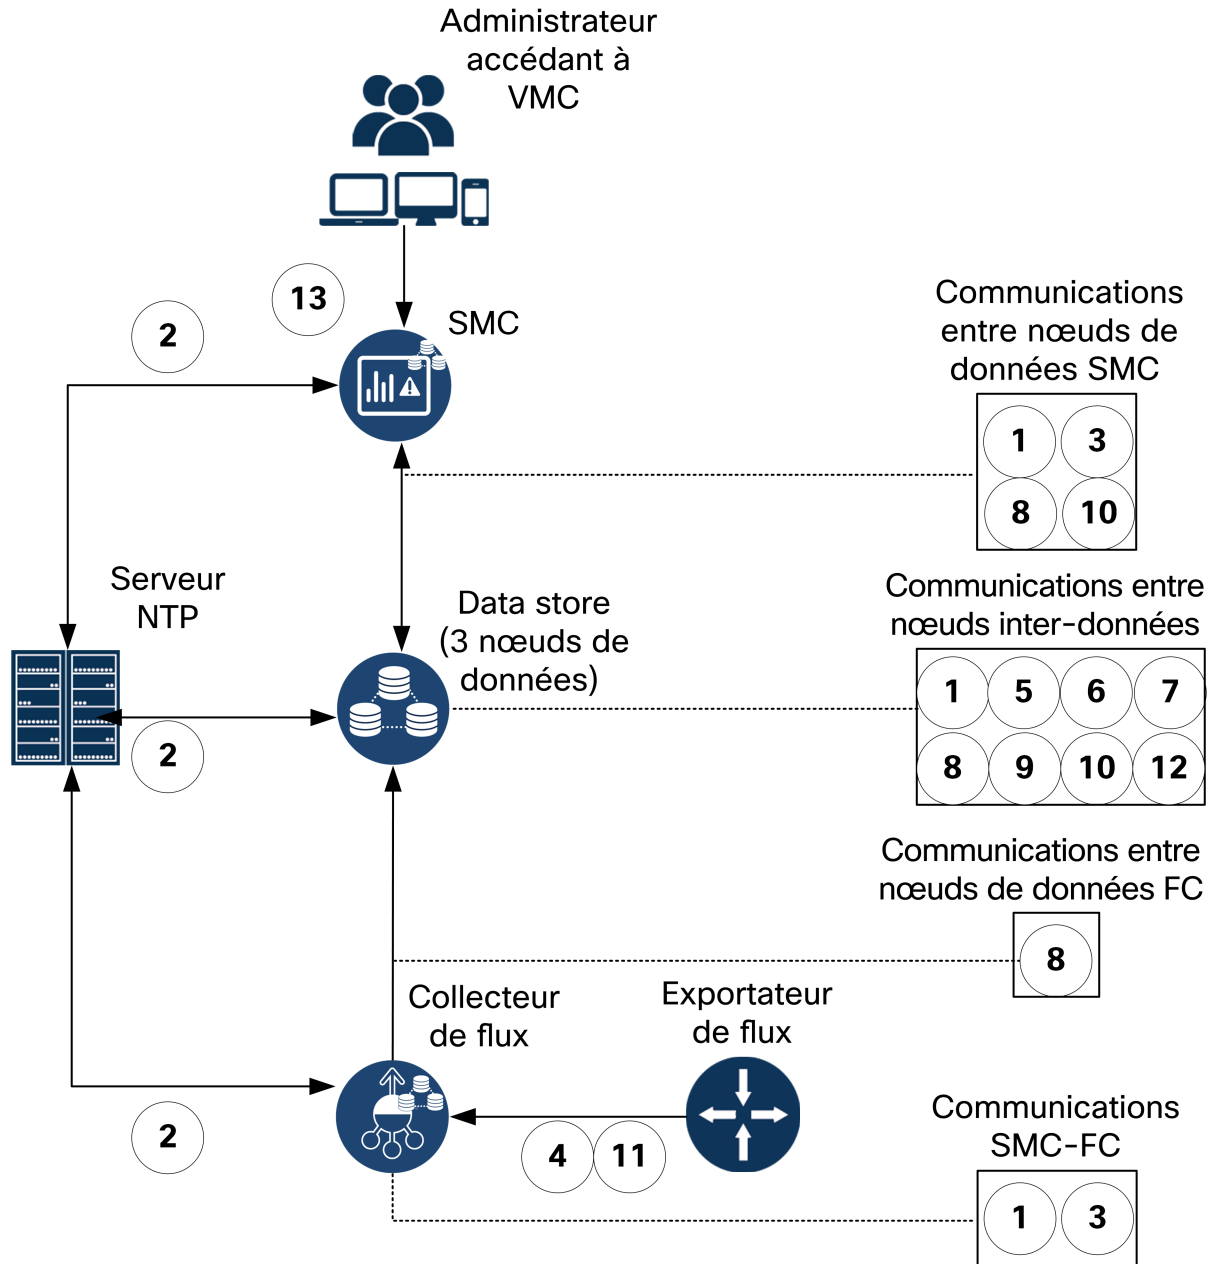 Administrateur
accédant à
VMC
13
2
SMC
Communications
entre nœuds de
données SMC
1 3
8 10
Serveur
NTP
Data store
(3 nœuds de
données)
2
Communications entre
nœuds inter-données
1 5 6 7
8 9 10 12
Communications entre
nœuds de données FC
8
Collecteur
de flux
Exportateur
de flux
2
4 11
Communications
SMC-FC
1 3